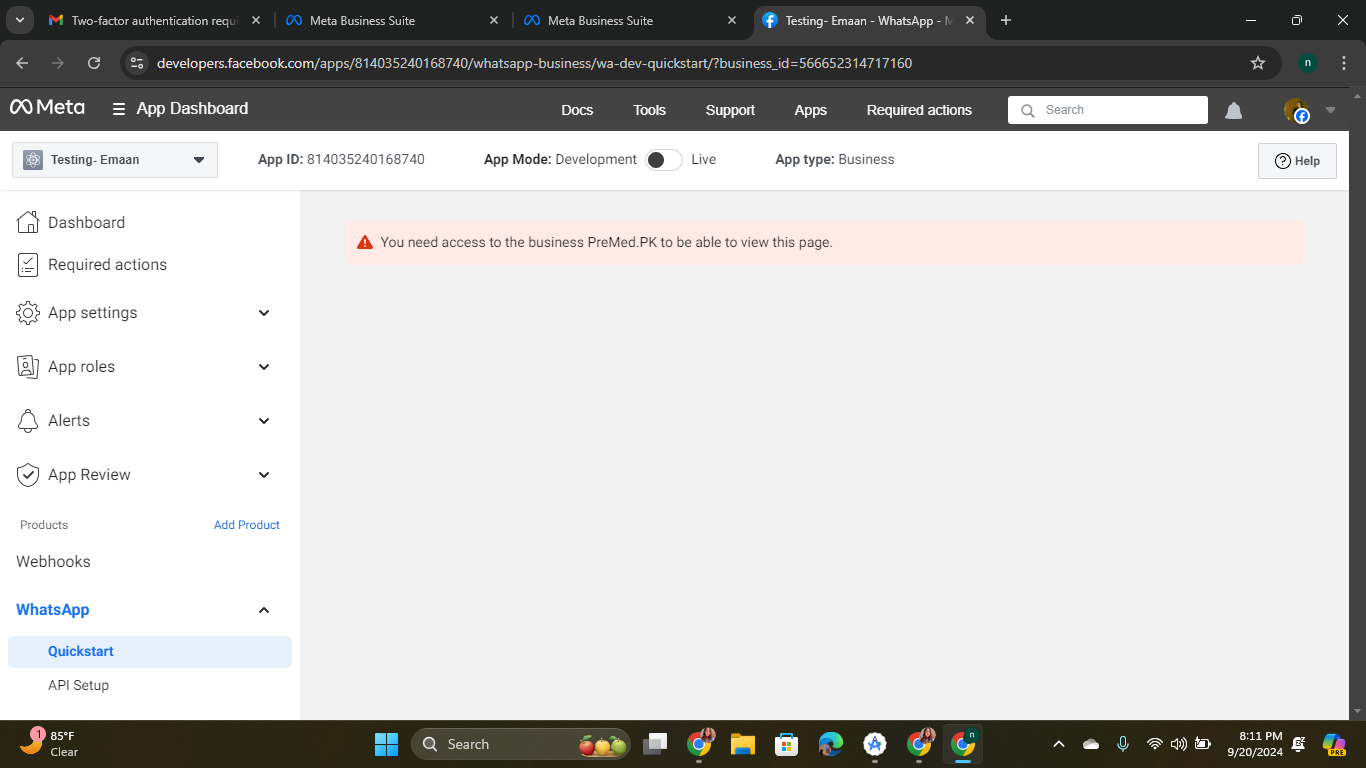 Two-factor authentication requi
Meta Business Suite
Meta Business Suite
Testing- Emaan - WhatsApp - M
developers.facebook.com/apps/814035240168740/whatsapp-business/wa-dev-quickstart/?business_id=566652314717160
n
Meta
App Dashboard
Docs
Tools
Support
Apps
Required actions
Search
Testing- Emaan
App ID: 814035240168740
App Mode: Development
Live
App type: Business
Help
Dashboard
Required actions
App settings
App roles
Alerts
App Review
Products
Add Product
Webhooks
WhatsApp
Quickstart
API Setup
You need access to the business PreMed.PK to be able to view this page.
1
85°F
Clear
Search
n
8:11 PM
9/20/2024
PRE